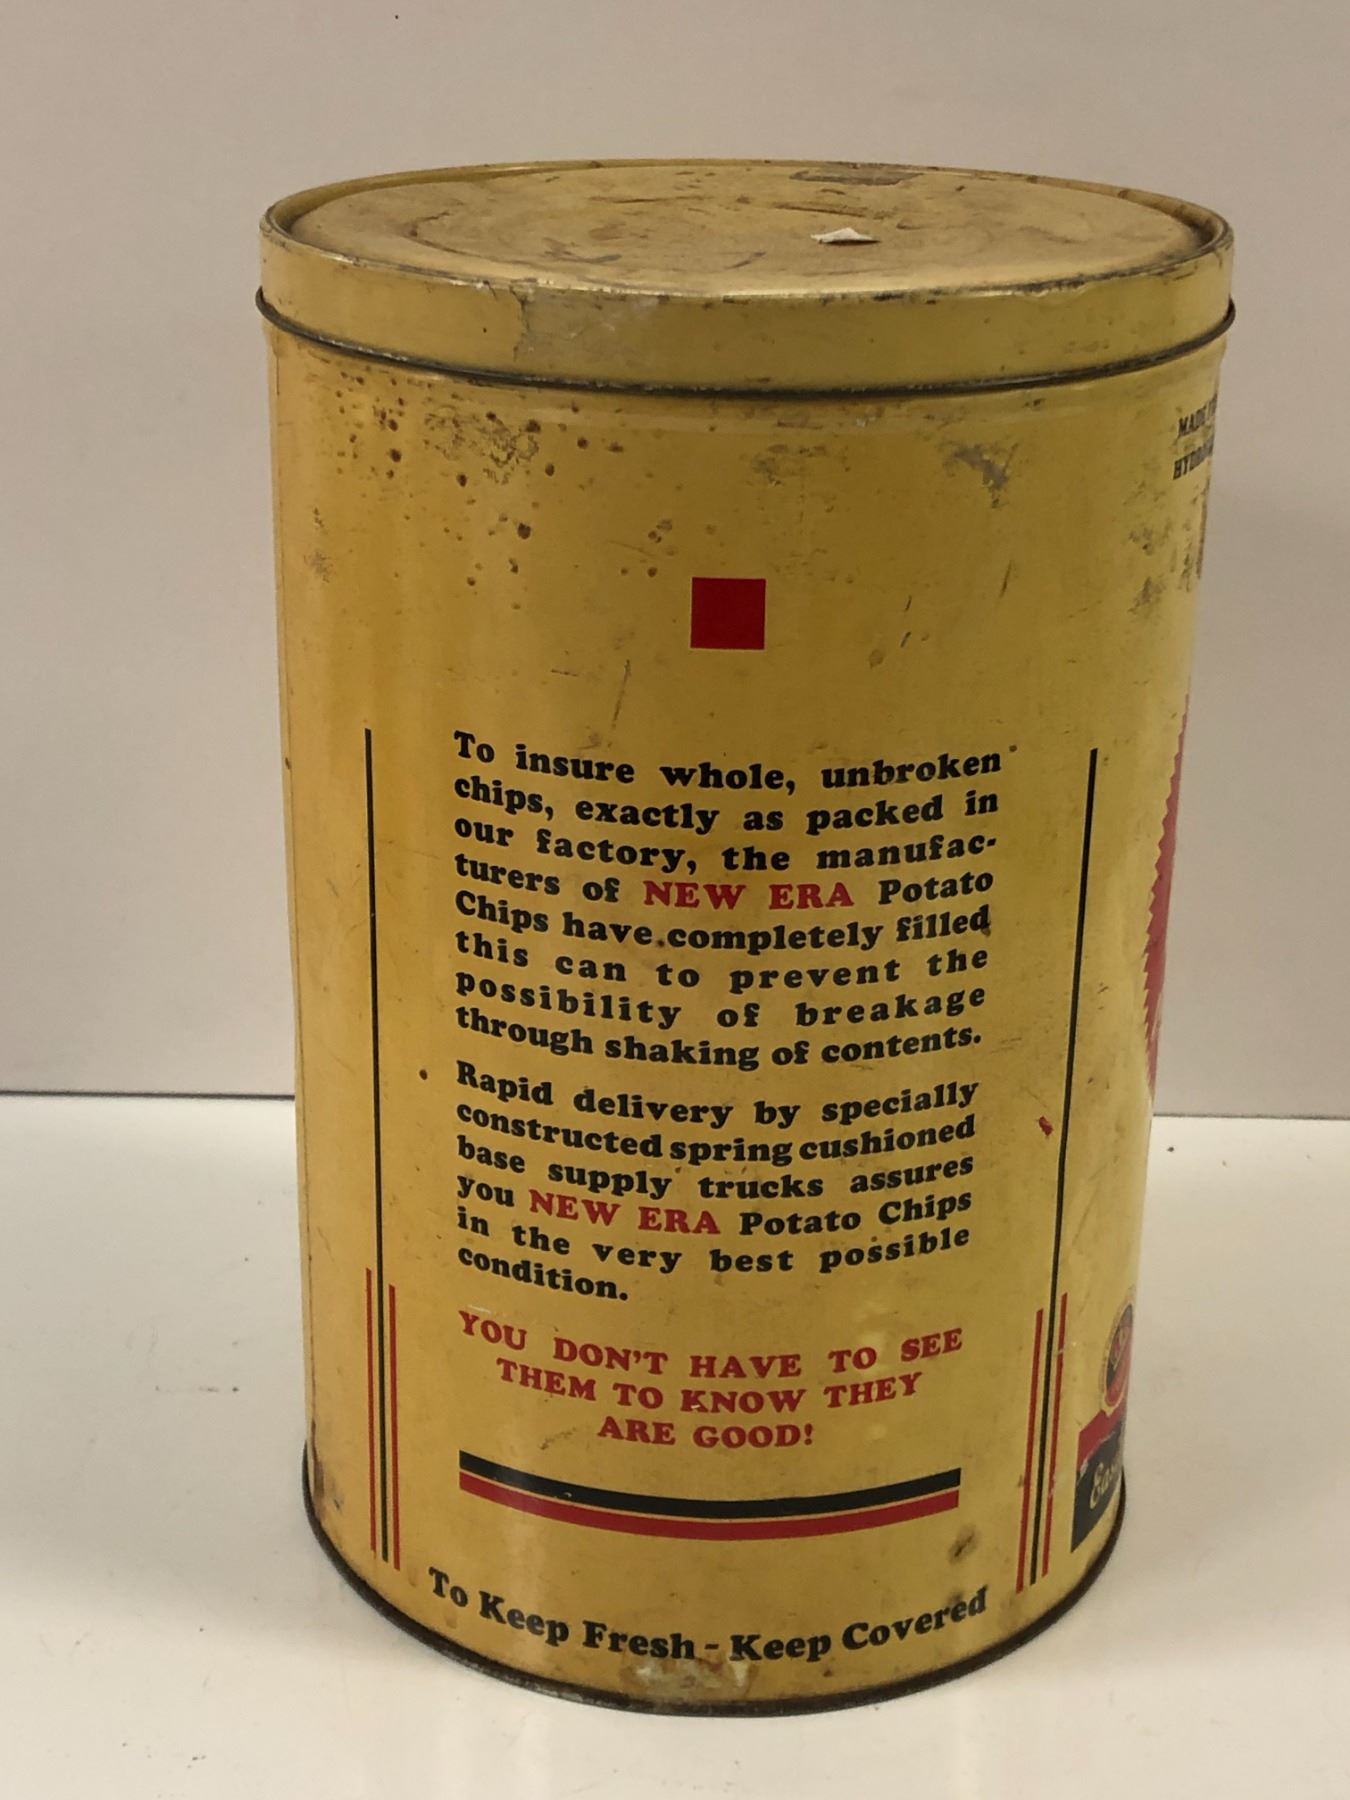 To insure whole, unbroken
chips, exactly as packed in
our factory, the manufac-
turers of NEW ERA Potato
Chips have completely filled
this can to prevent the
possibility of breakage
through shaking of contents.
Rapid delivery by specially
constructed spring cushioned
base supply trucks assures
you NEW ERA Potato Chips
in the very best possible
condition.
YOU DON'T HAVE TO SEE
THEM TO KNOW THEY
ARE GOOD!
To Keep Fresh - Keep Covered